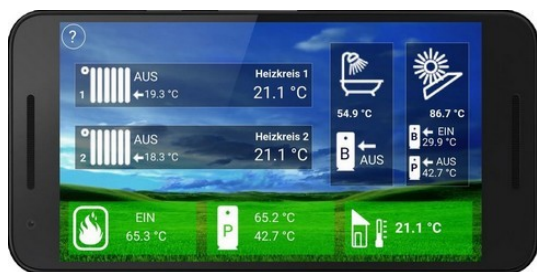 ?
AUS
Heizkreis 1
1
←19.3 °C
21.1 °C
AUS
Heizkreis 2
2
←18.3 °C
21.1 °C
54.9 °C
B ← AUS
86.7 °C
B ← EIN
29.9 °C
P ← AUS
42.7 °C
EIN
65.3 °C
P
65.2 °C
42.7 °C
21.1 °C